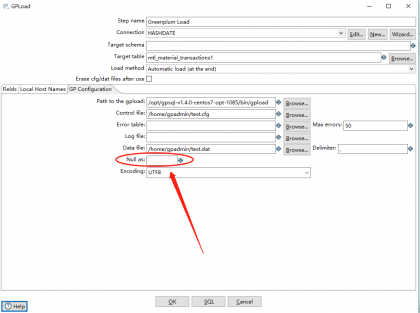 GPLoad
Step name Greenplum Load
Connection HASHDATE Edit... New... Wizard...
Target schema
Target table mtl_material_transactions1 Browse...
Load method Automatic load (at the end)
Erase cfg/dat files after use
Fields Local Host Names GP Configuration
Path to the gpload: /opt/gpsql-v1.4.0-centos7-opt-1085/bin/gpload Browse...
Control file: /home/gpadmin/test.cfg Browse...
Error table: Browse... Max errors: 50
Log file: Browse...
Data file: /home/gpadmin/test.dat Browse... Delimiter: ,
Null as:
Encoding: UTF8
OK SQL Cancel
Help